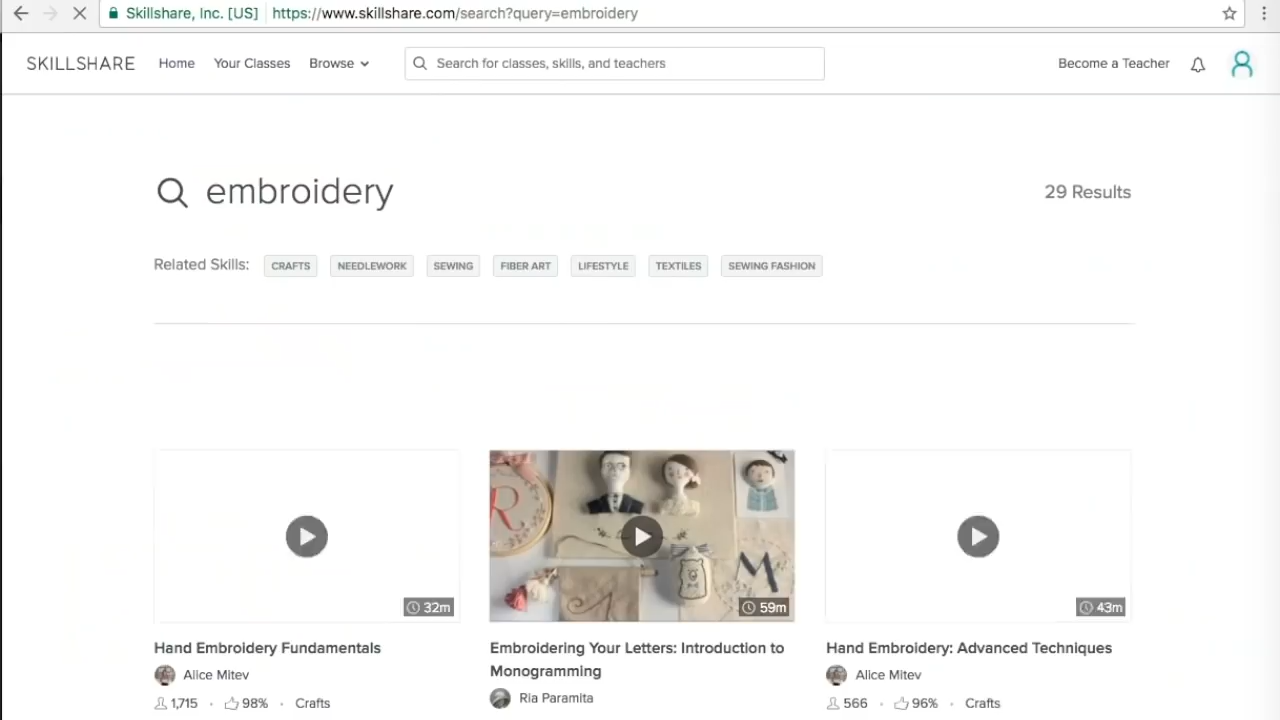 Skillshare, Inc. [US] https://www.skillshare.com/search?query=embroidery
SKILLSHARE Home Your Classes Browse Search for classes, skills, and teachers Become a Teacher
embroidery 29 Results
Related Skills: CRAFTS NEEDLEWORK SEWING FIBER ART LIFESTYLE TEXTILES SEWING FASHION
R
M
A
32m 59m 43m
Hand Embroidery Fundamentals
Alice Mitev
1,715 · 98% · Crafts
Embroidering Your Letters: Introduction to
Monogramming
Ria Paramita
Hand Embroidery: Advanced Techniques
Alice Mitev
566 · 96% · Crafts